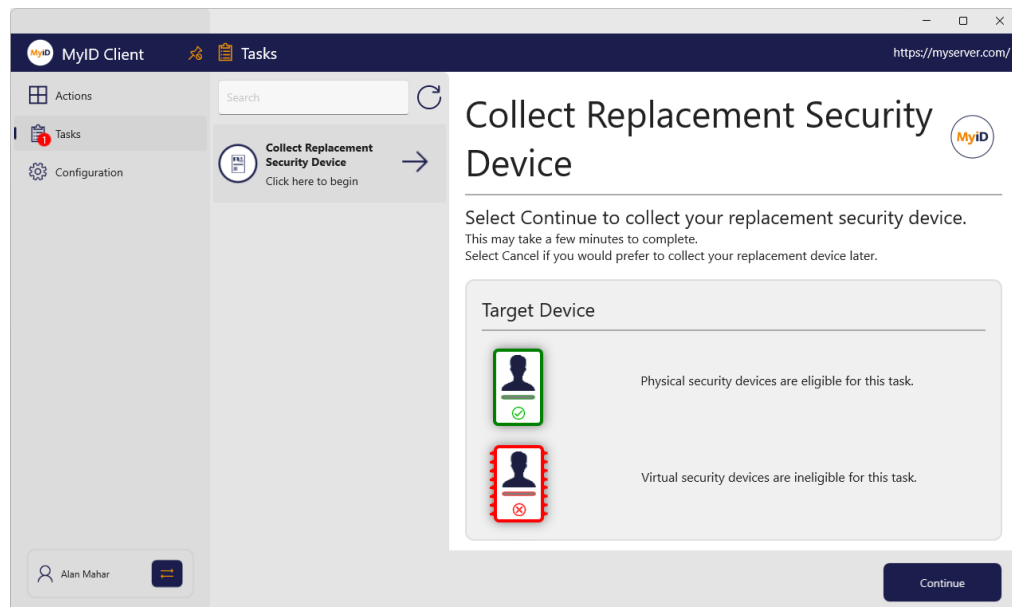 MyiD MyID Client
Tasks
https://myserver.com/
Actions
1
Tasks
Configuration
Search
Collect Replacement
Security Device
Click here to begin
Collect Replacement Security
Device
MyiD
Select Continue to collect your replacement security device.
This may take a few minutes to complete.
Select Cancel if you would prefer to collect your replacement device later.
Target Device
Physical security devices are eligible for this task.
Virtual security devices are ineligible for this task.
Alan Mahar
Continue